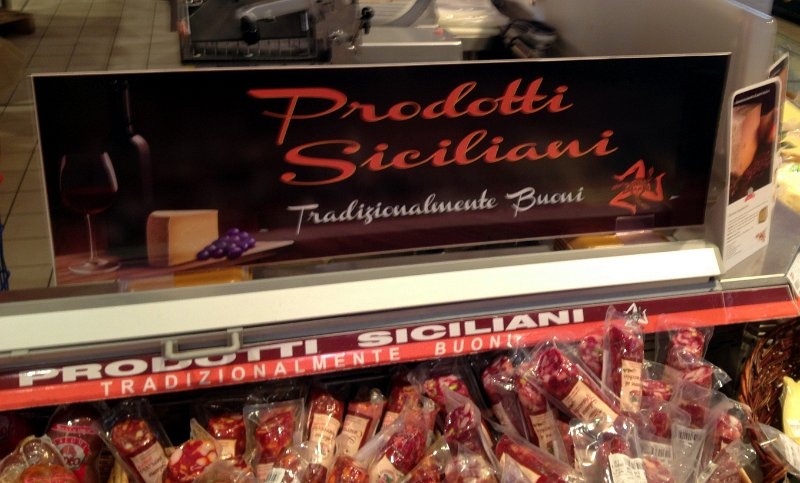 Prodotti
Siciliani
Tradizionalmente Buoni
PRODOTTI SICILIANI
TRADIZIONALMENTE BUONI